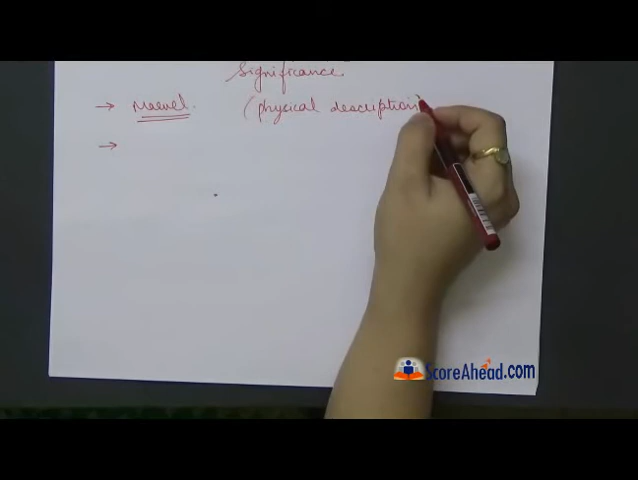 Significance
→ Marvel. (physical description)
→
ScoreAhead.com